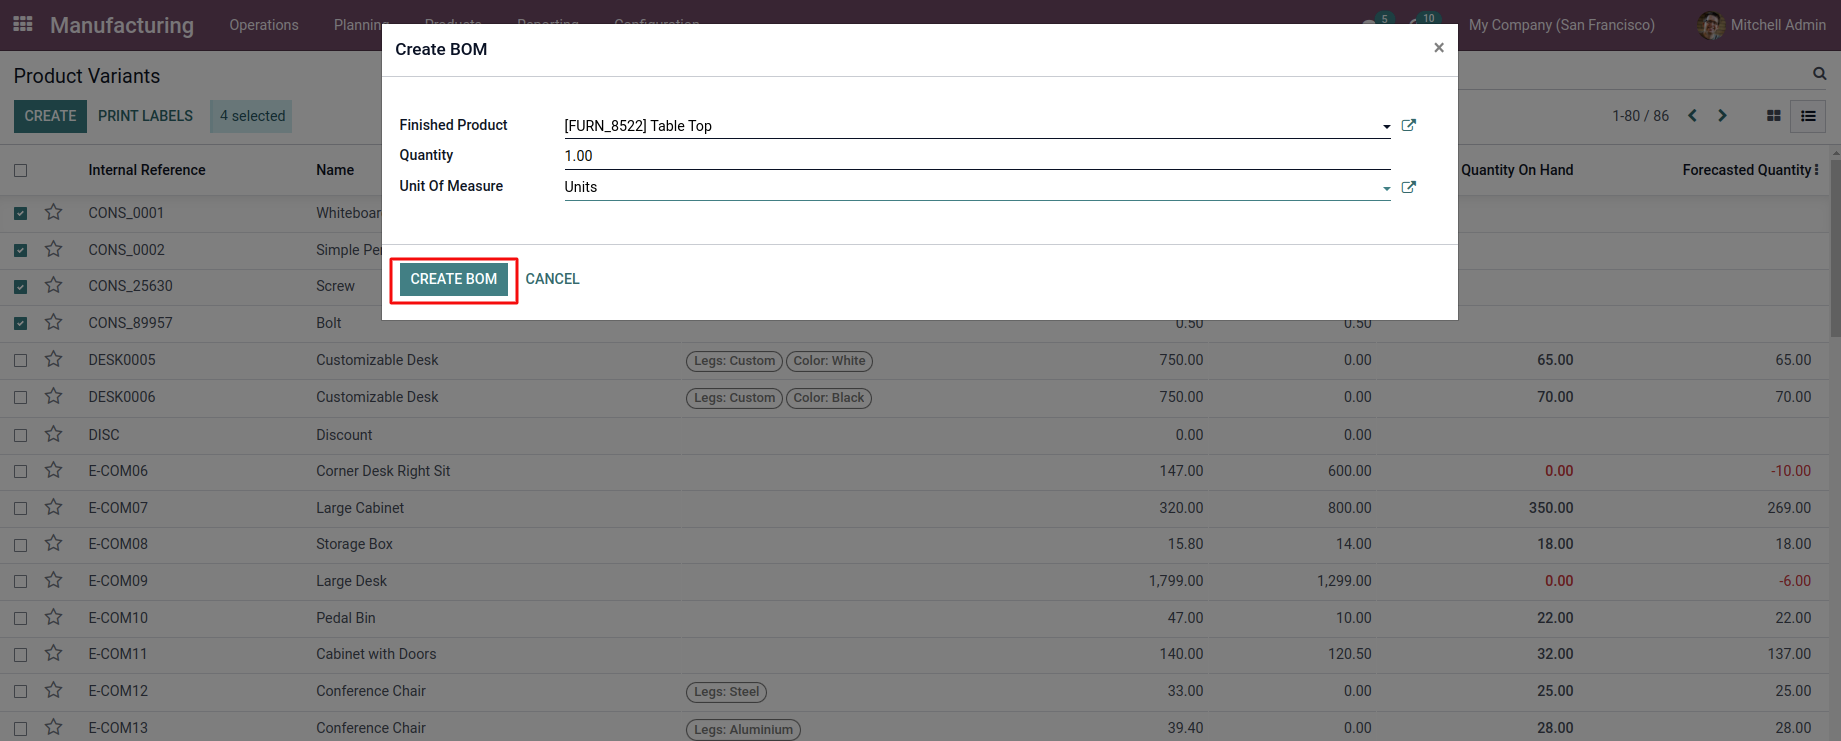 Manufacturing Operations Planning Products Reporting Configuration 5 10 My Company (San Francisco) Mitchell Admin
Create BOM ×
Product Variants
CREATE PRINT LABELS 4 selected 1-80 / 86
Finished Product [FURN_8522] Table Top
Quantity 1.00
Unit Of Measure Units
CREATE BOM CANCEL
Internal Reference Name Quantity On Hand Forecasted Quantity
CONS_0001
CONS_0002 Simple
CONS_25630 Screw
CONS_89957 Bolt 0.50 0.50
DESK0005 Customizable Desk Legs: Custom Color: White 750.00 0.00 65.00 65.00
DESK0006 Customizable Desk Legs: Custom Color: Black 750.00 0.00 70.00 70.00
DISC Discount 0.00 0.00
E-COM06 Corner Desk Right Sit 147.00 600.00 0.00 -10.00
E-COM07 Large Cabinet 320.00 800.00 350.00 269.00
E-COM08 Storage Box 15.80 14.00 18.00 18.00
E-COM09 Large Desk 1,799.00 1,299.00 0.00 -6.00
E-COM10 Pedal Bin 47.00 10.00 22.00 22.00
E-COM11 Cabinet with Doors 140.00 120.50 32.00 137.00
E-COM12 Conference Chair Legs: Steel 33.00 0.00 25.00 25.00
E-COM13 Conference Chair Legs: Aluminium 39.40 0.00 28.00 28.00